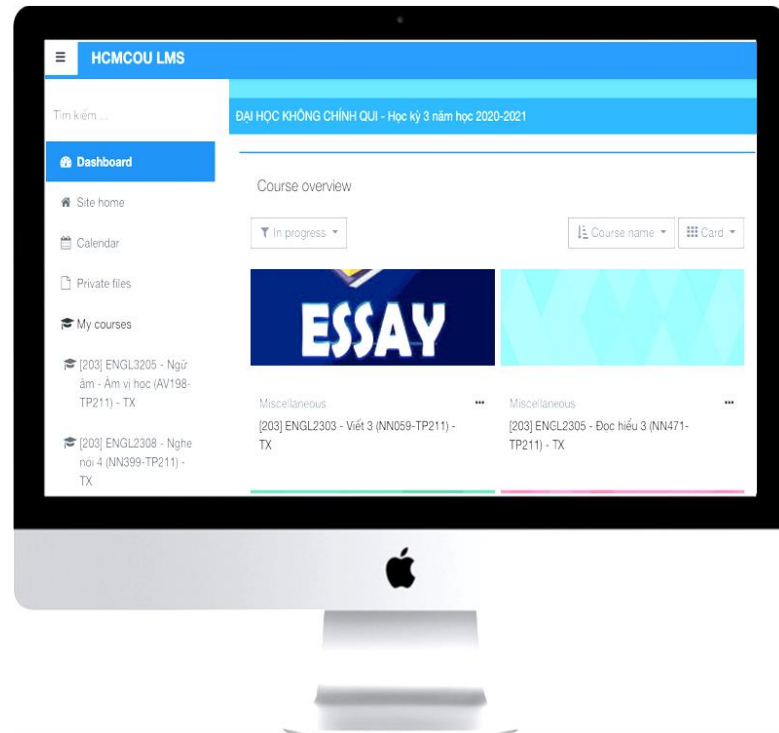 HCMCOU LMS
Tìm kiếm ...
ĐẠI HỌC KHÔNG CHÍNH QUI - Học kỳ 3 năm học 2020-2021
Dashboard
Site home
Calendar
Private files
My courses
[203] ENGL3205 - Ngữ
âm - Âm vị học (AV198-
TP211) - TX
[203] ENGL2308 - Nghe
nói 4 (NN399-TP211) -
TX
Course overview
In progress
Course name
Card
ESSAY
Miscellaneous
[203] ENGL2303 - Viết 3 (NN059-TP211) -
TX
Miscellaneous
[203] ENGL2305 - Đọc hiểu 3 (NN471-
TP211) - TX